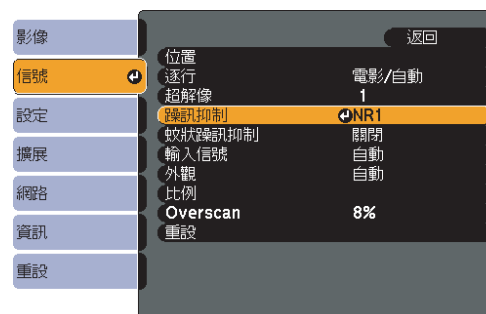 影像
信號
設定
擴展
網路
資訊
重設
返回
位置
逐行 電影/自動
超解像 1
躁訊抑制 NR1
蚊狀躁訊抑制 關閉
輸入信號 自動
外觀 自動
比例
Overscan 8%
重設